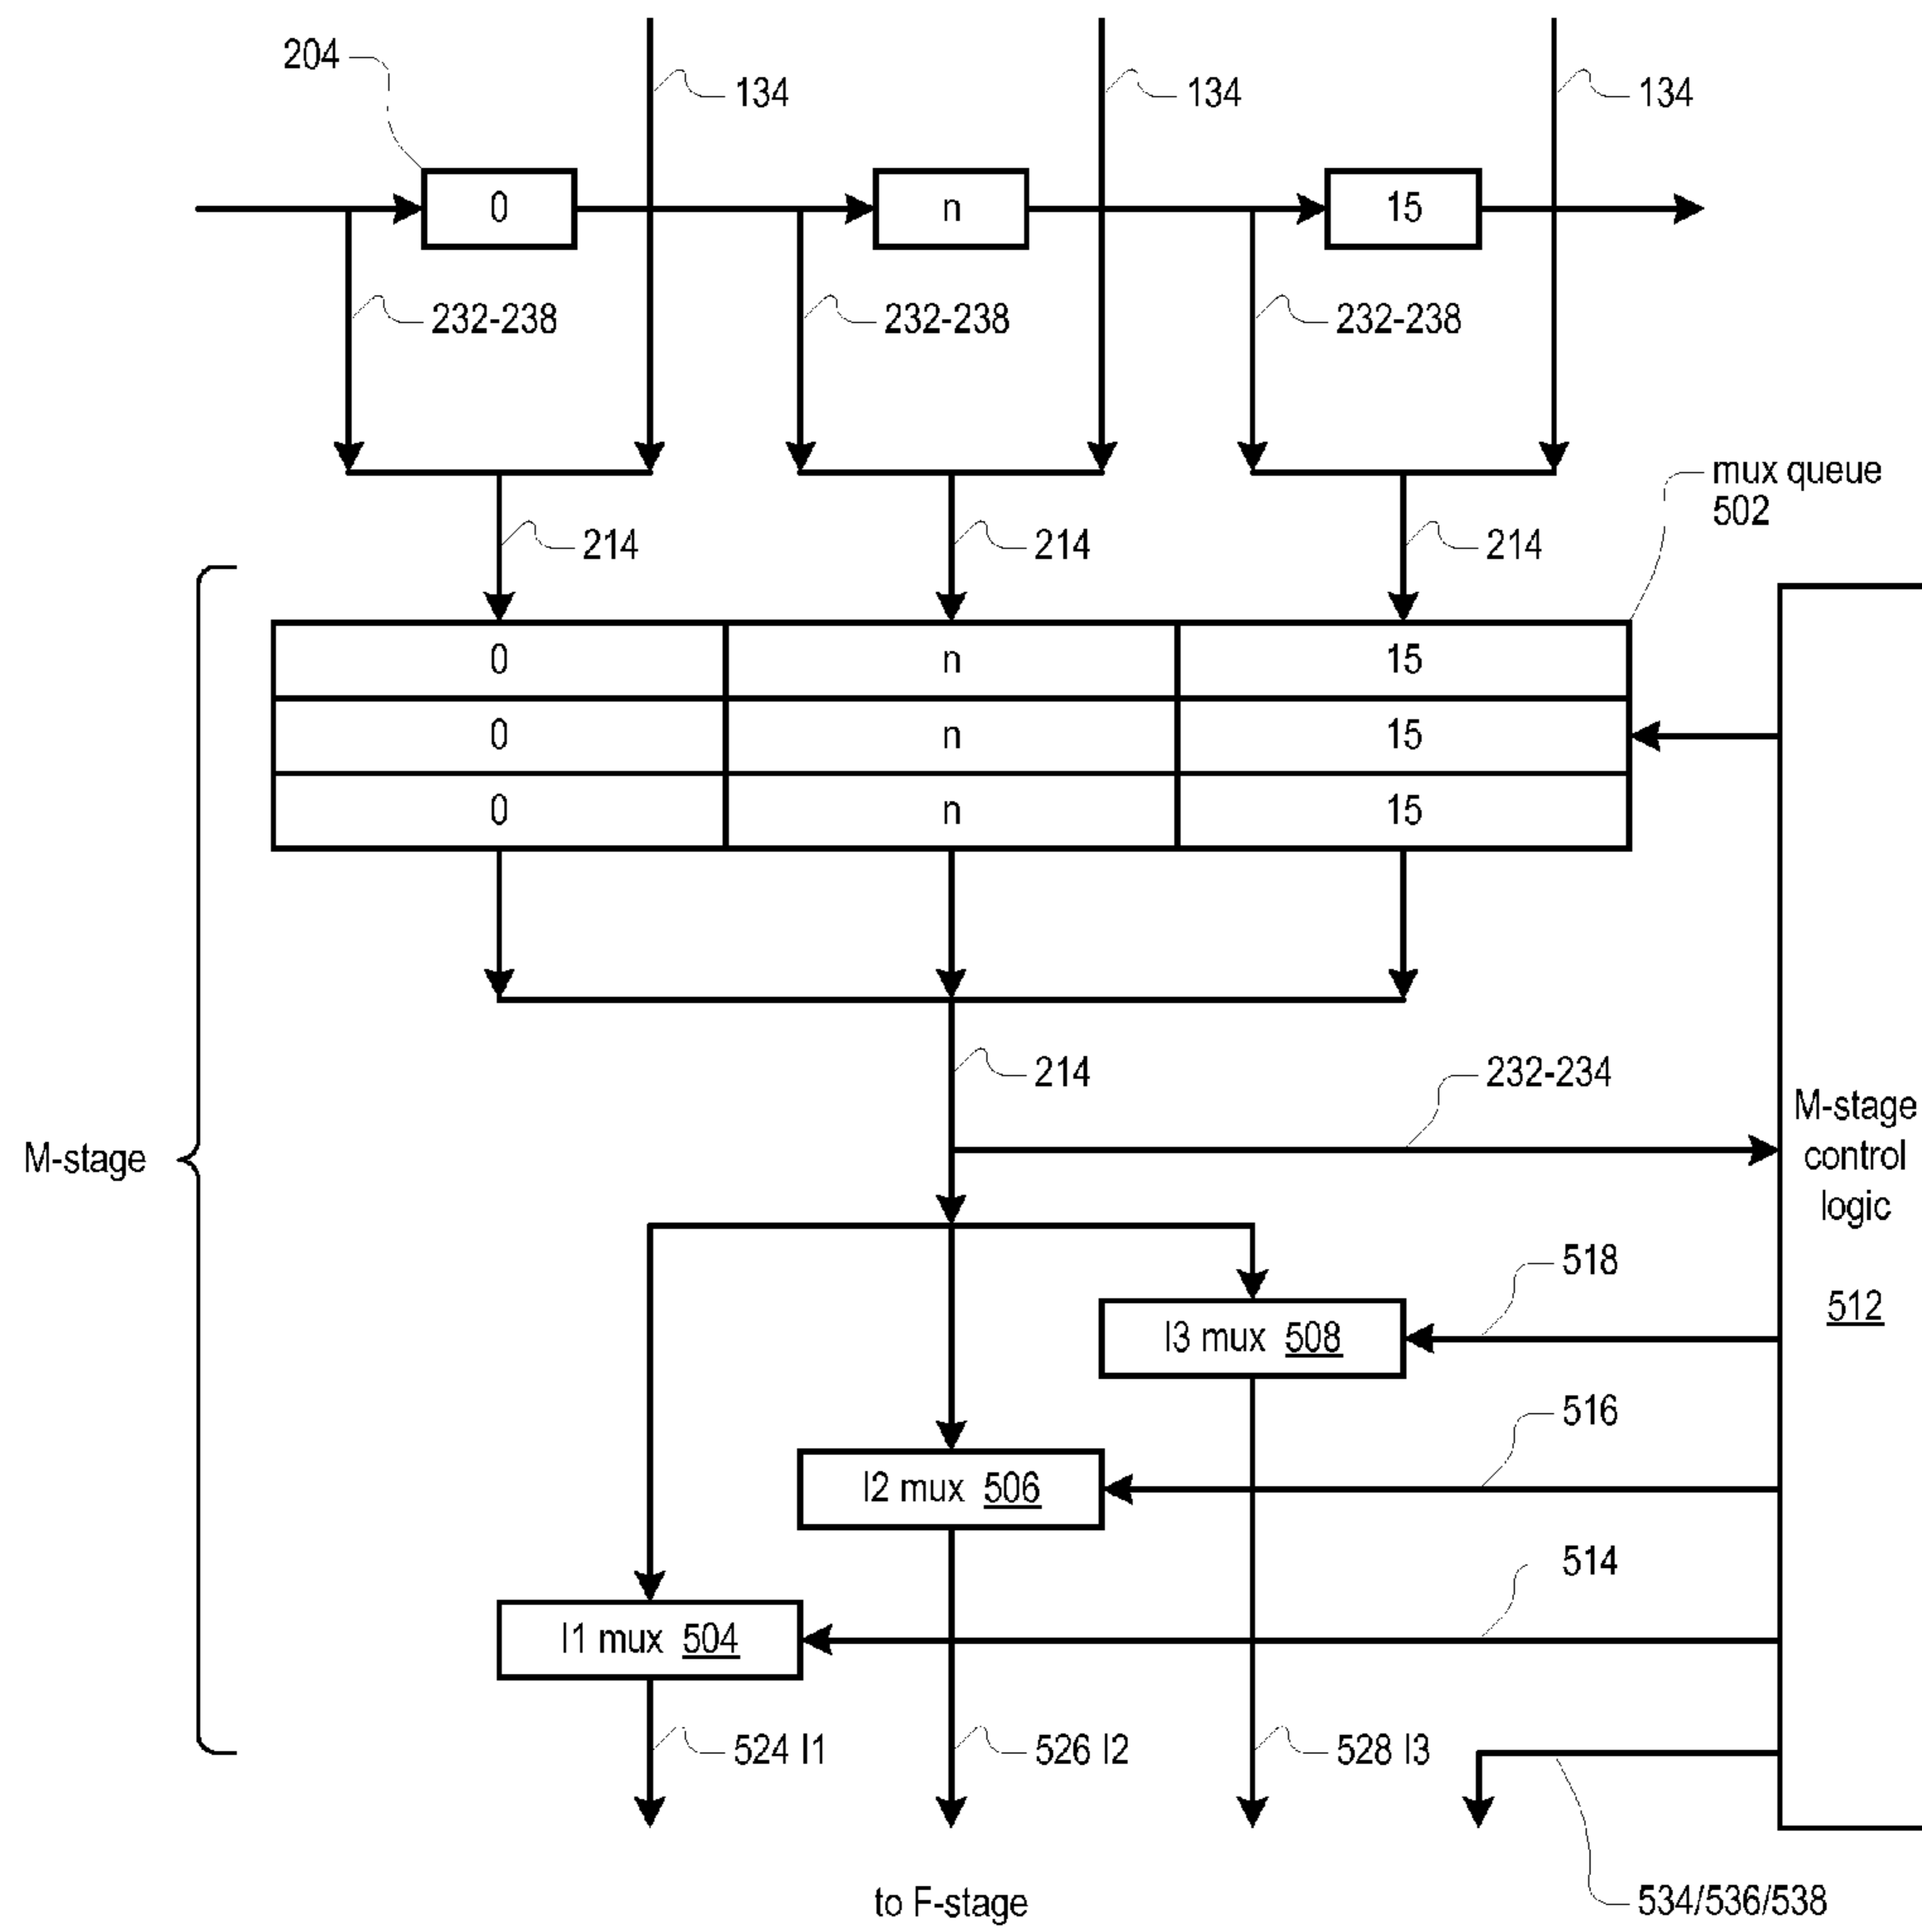 204
134
134
134
0
n
15
232-238
232-238
232-238
mux queue
502
214
214
214
0
n
15
0
n
15
0
n
15
214
232-234
M-stage
M-stage
control
logic
512
518
I3 mux 508
516
I2 mux 506
514
I1 mux 504
524 I1
526 I2
528 I3
to F-stage
534/536/538